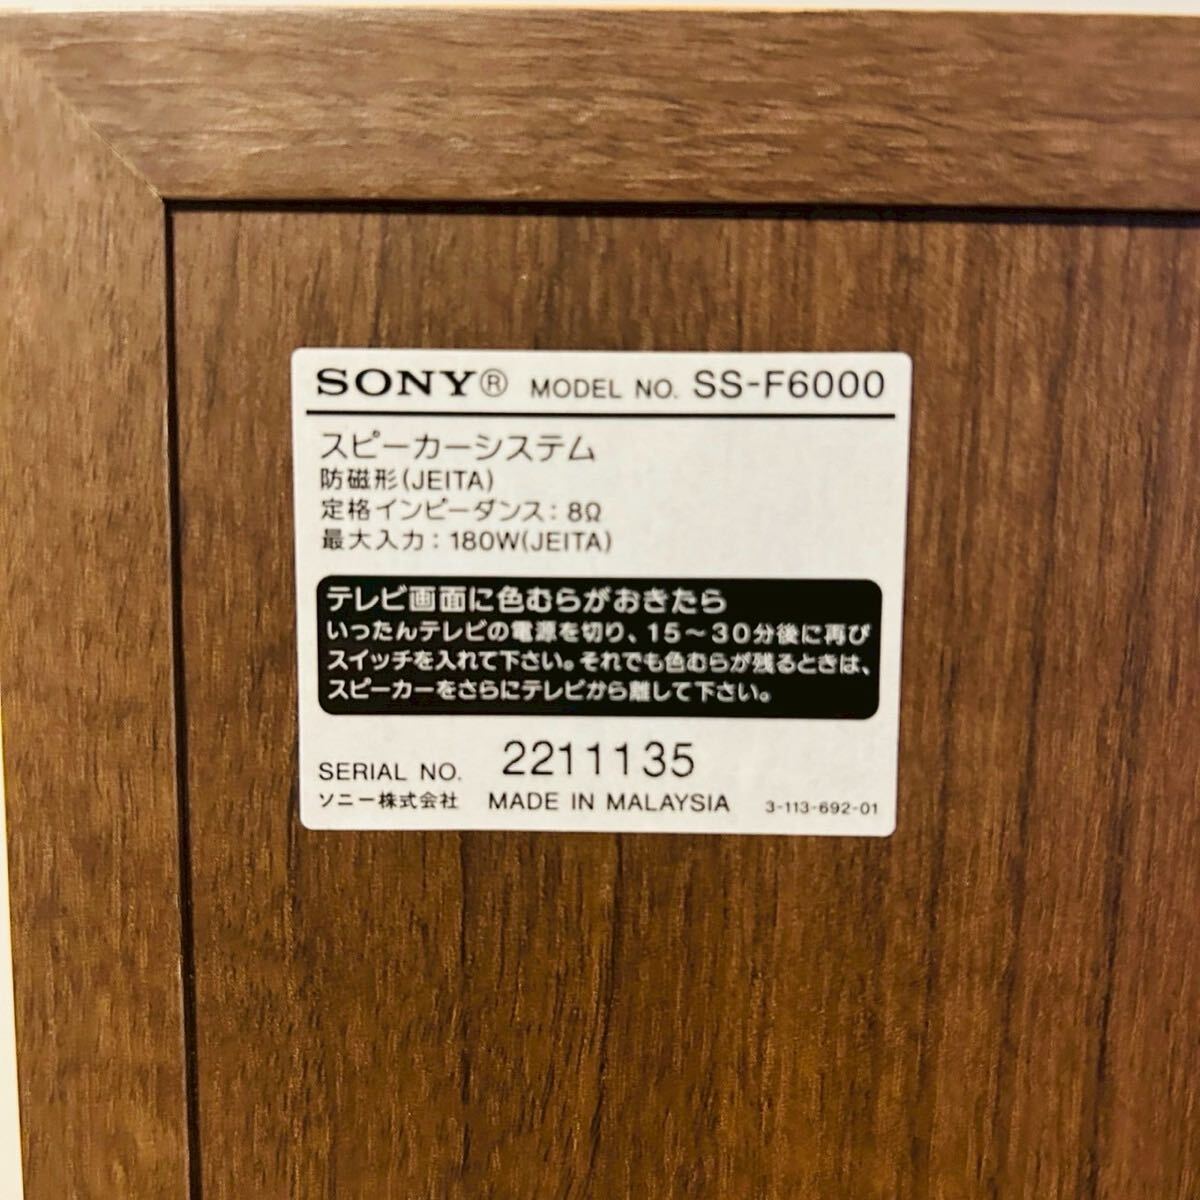 SONY® MODEL NO. SS-F6000
スピーカーシステム
防磁形(JEITA)
定格インピーダンス：8Ω
最大入力：180W(JEITA)
テレビ画面に色むらがおきたら
いったんテレビの電源を切り、15～30分後に再び
スイッチを入れて下さい。それでも色むらが残るときは、
スピーカーをさらにテレビから離して下さい。
SERIAL NO. 2211135
ソニー株式会社 MADE IN MALAYSIA 3-113-692-01